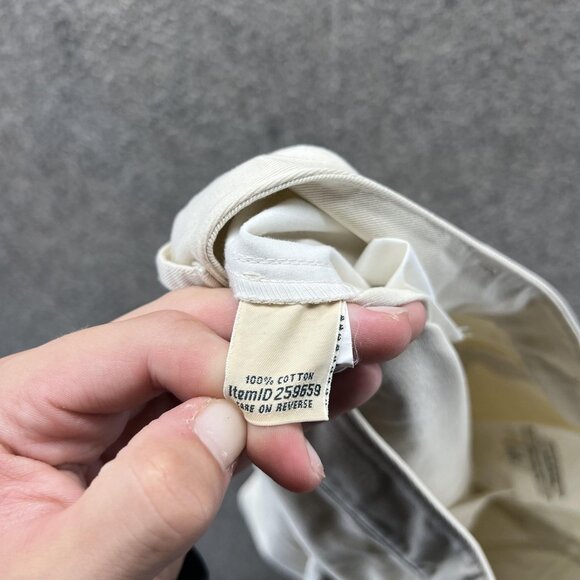 100% COTTON
ItemID 259659
CARE ON REVERSE